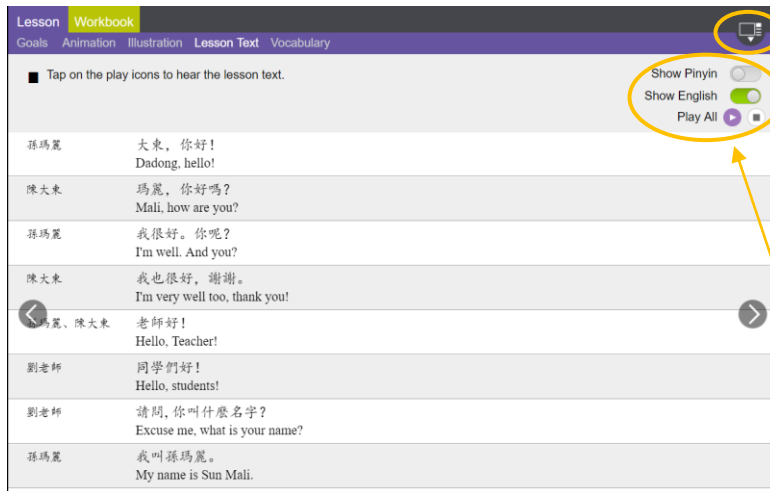 Lesson Workbook
Goals Animation Illustration Lesson Text Vocabulary
Tap on the play icons to hear the lesson text.
Show Pinyin
Show English
Play All
孫瑪麗 大東，你好！
Dadong, hello!
陳大東 瑪麗，你好嗎？
Mali, how are you?
孫瑪麗 我很好。你呢？
I'm well. And you?
陳大東 我也很好，謝謝。
I'm very well too, thank you!
孫瑪麗、陳大東 老師好！
Hello, Teacher!
劉老師 同學們好！
Hello, students!
劉老師 請問，你叫什麼名字？
Excuse me, what is your name?
孫瑪麗 我叫孫瑪麗。
My name is Sun Mali.